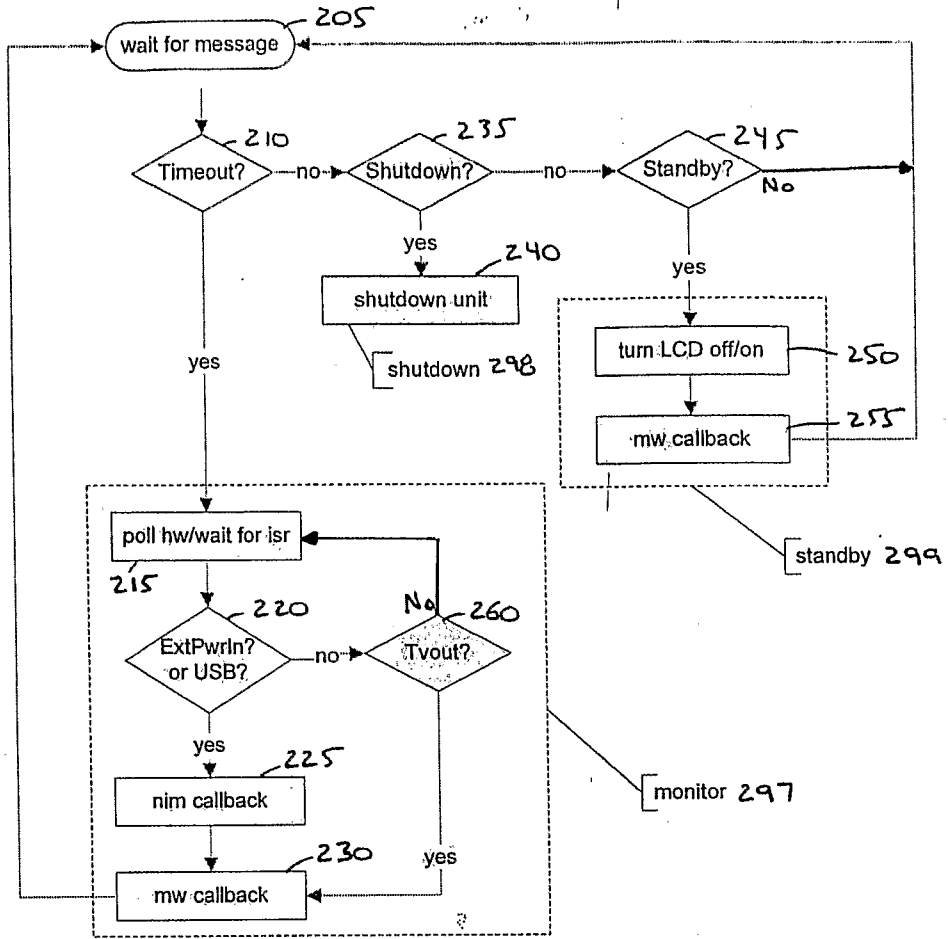 205
wait for message
210
235
245
Timeout?
no
Shutdown?
no
Standby?
No
yes
240
yes
shutdown unit
turn LCD off/on
250
yes
shutdown 298
255
mw callback
poll hw/wait for isr
215
standby 299
220
No
260
ExtPwrIn?
or USB?
no
Tvout?
yes
225
nim callback
monitor 297
230
yes
mw callback